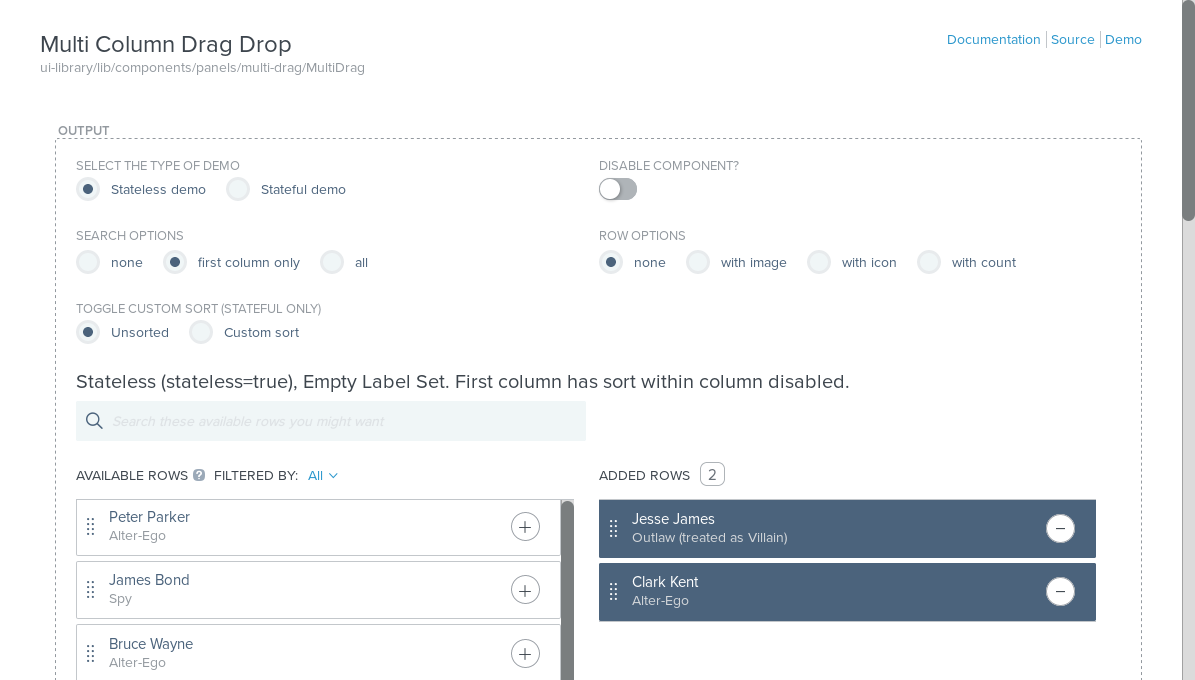 Multi Column Drag Drop
Documentation Source Demo
ui-library/lib/components/panels/multi-drag/MultiDrag
OUTPUT
SELECT THE TYPE OF DEMO
Stateless demo Stateful demo
DISABLE COMPONENT?
SEARCH OPTIONS
none first column only all
ROW OPTIONS
none with image with icon with count
TOGGLE CUSTOM SORT (STATEFUL ONLY)
Unsorted Custom sort
Stateless (stateless=true), Empty Label Set. First column has sort within column disabled.
Search these available rows you might want
AVAILABLE ROWS ? FILTERED BY: All
Peter Parker
Alter-Ego
James Bond
Spy
Bruce Wayne
Alter-Ego
ADDED ROWS 2
Jesse James
Outlaw (treated as Villain)
Clark Kent
Alter-Ego